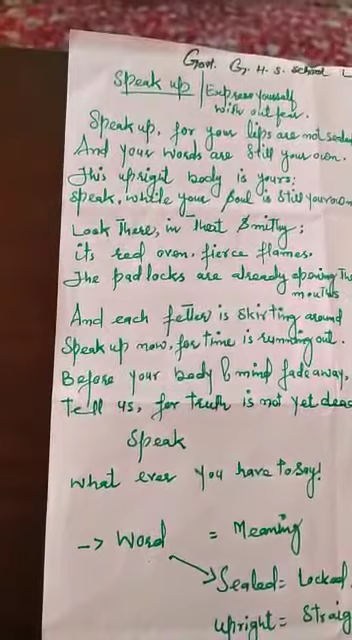 Govt. G. H. S. School
Speak up | Express yourself
with out fear.
Speak up, for your lips are not sealed
And your words are still your own.
This upright body is yours;
Speak, while your soul is still your own
Look There, in That Smithy;
its red oven, fierce flames.
The padlocks are already opening The
mouths
And each fetter is skirting around
Speak up now, for time is running out.
Before your body & mind fade away,
Tell us, for truth is not yet dead
Speak
What ever you have to say!
-> Word = Meaning
Sealed = Locked.
Upright = Straig